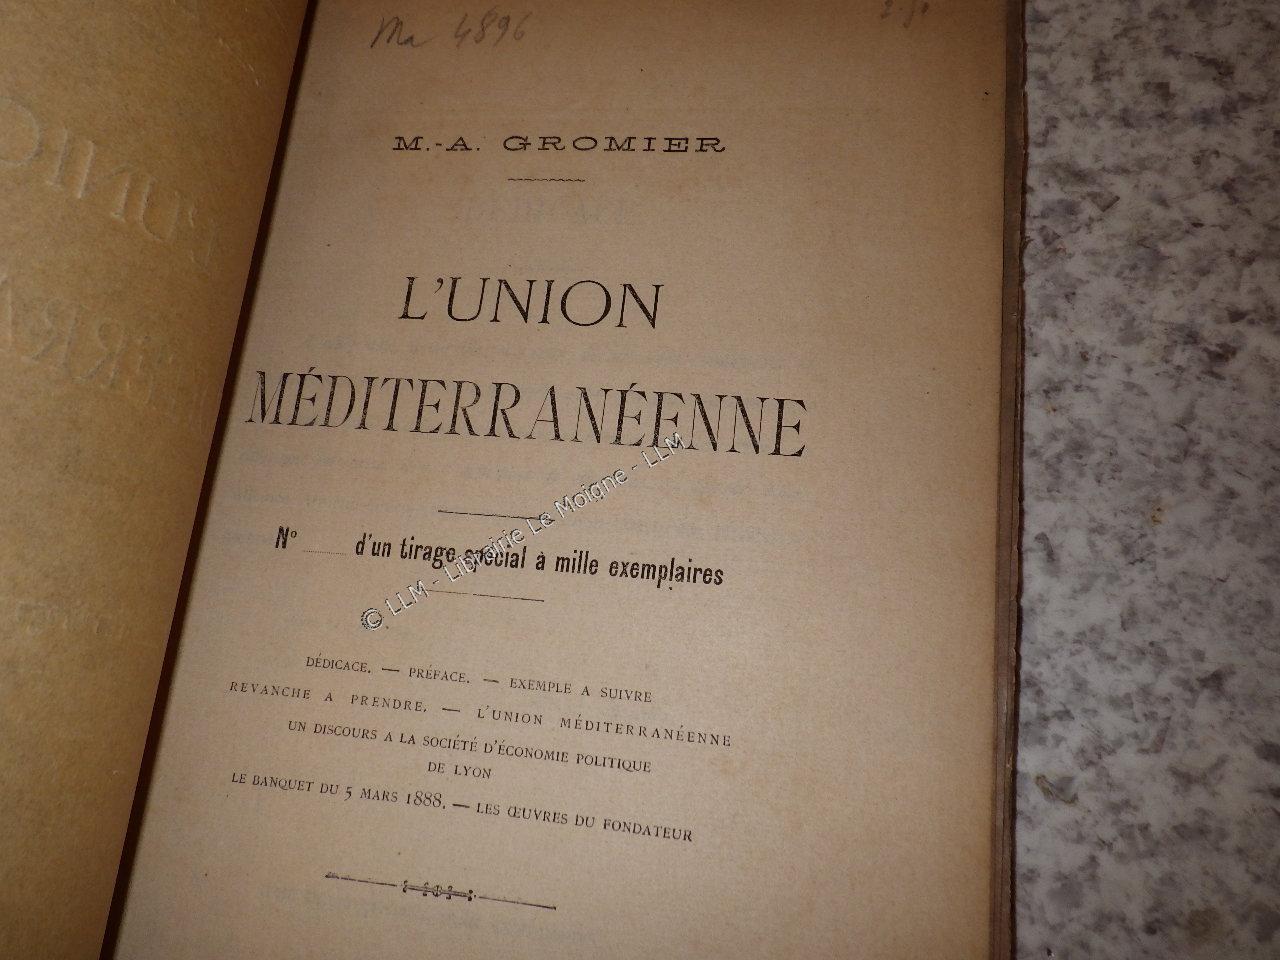 Ma 4896
M.-A. GROMIER
L'UNION
MÉDITERRANÉENNE
Nº ........ d'un tirage spécial à mille exemplaires
© LLM - Librairie Le Moigne - LLM
DÉDICACE. — PRÉFACE. — EXEMPLE A SUIVRE
REVANCHE A PRENDRE. — L'UNION MÉDITERRANÉENNE
UN DISCOURS A LA SOCIÉTÉ D'ÉCONOMIE POLITIQUE
DE LYON
LE BANQUET DU 5 MARS 1888. — LES ŒUVRES DU FONDATEUR